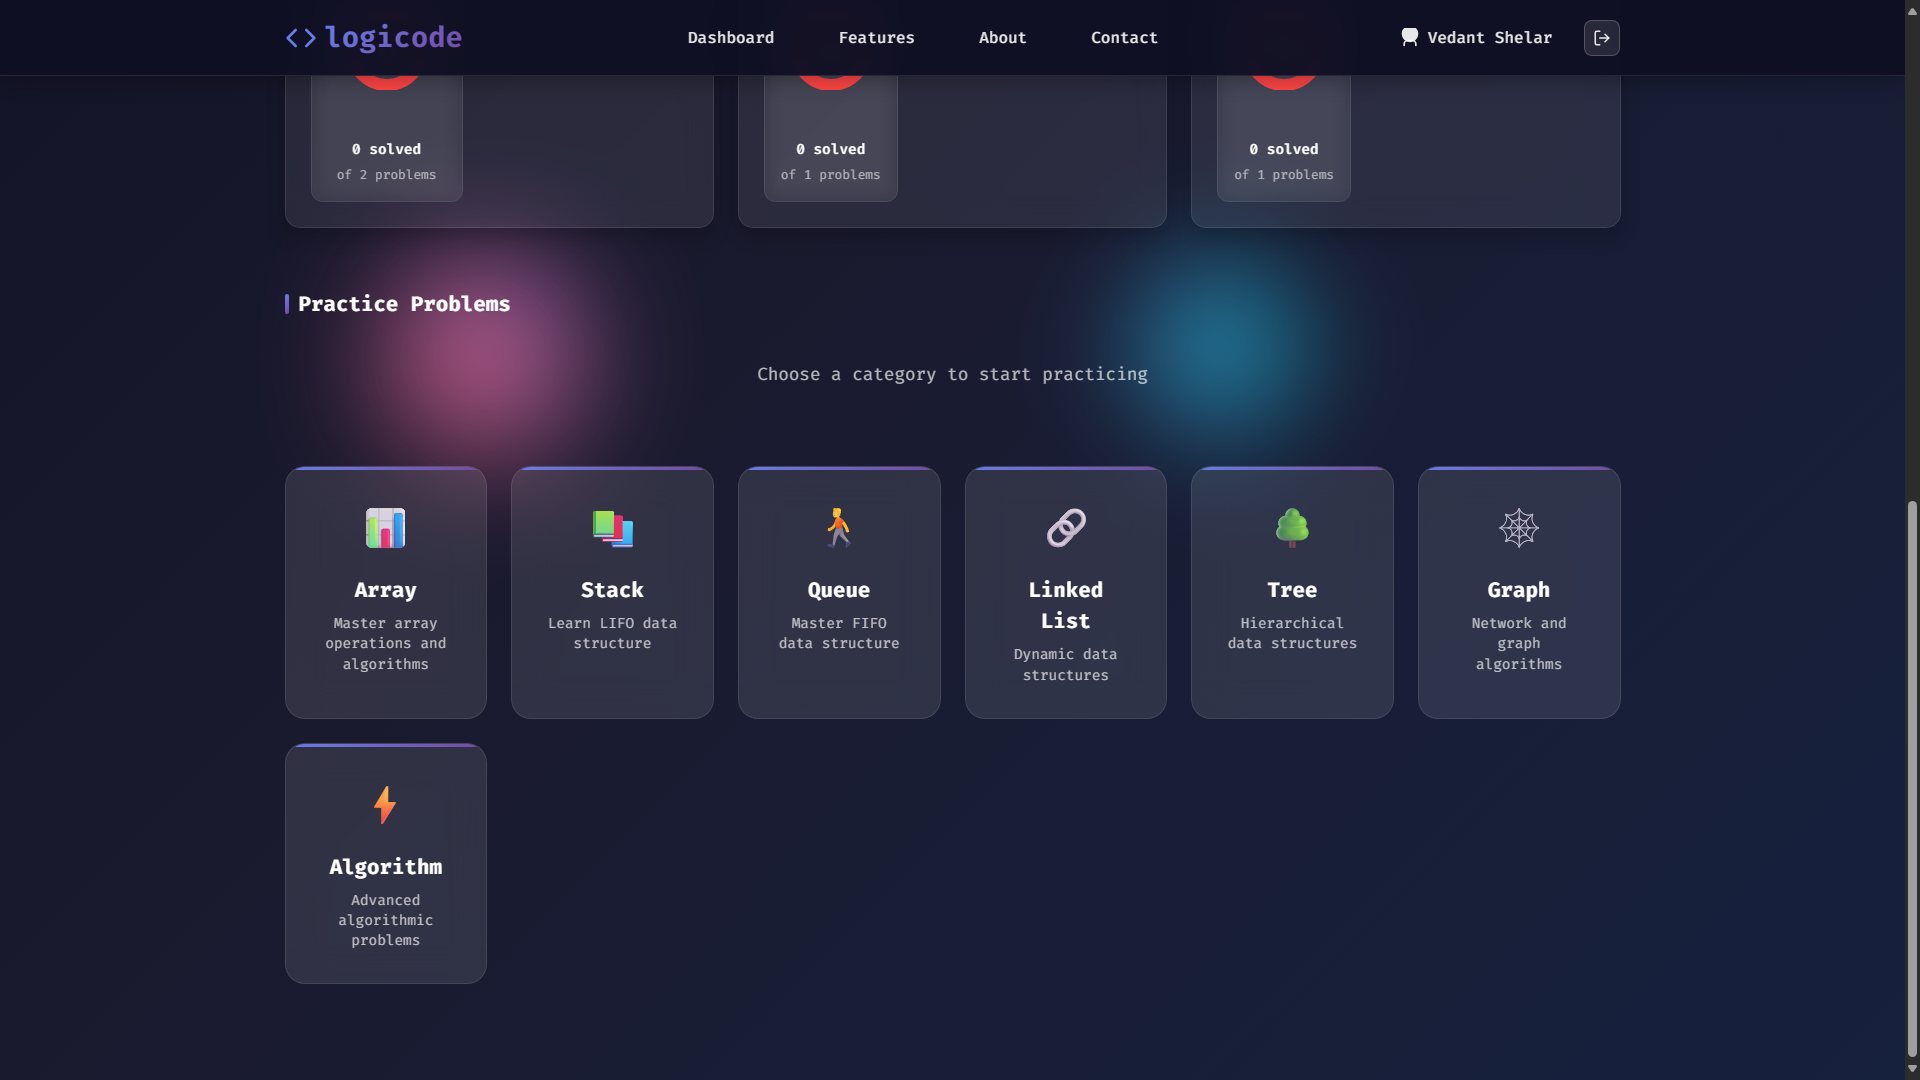 logicode
Dashboard Features About Contact
Vedant Shelar
0 solved
of 2 problems
0 solved
of 1 problems
0 solved
of 1 problems
Practice Problems
Choose a category to start practicing
Array
Master array
operations and
algorithms
Stack
Learn LIFO data
structure
Queue
Master FIFO
data structure
Linked
List
Dynamic data
structures
Tree
Hierarchical
data structures
Graph
Network and
graph
algorithms
Algorithm
Advanced
algorithmic
problems